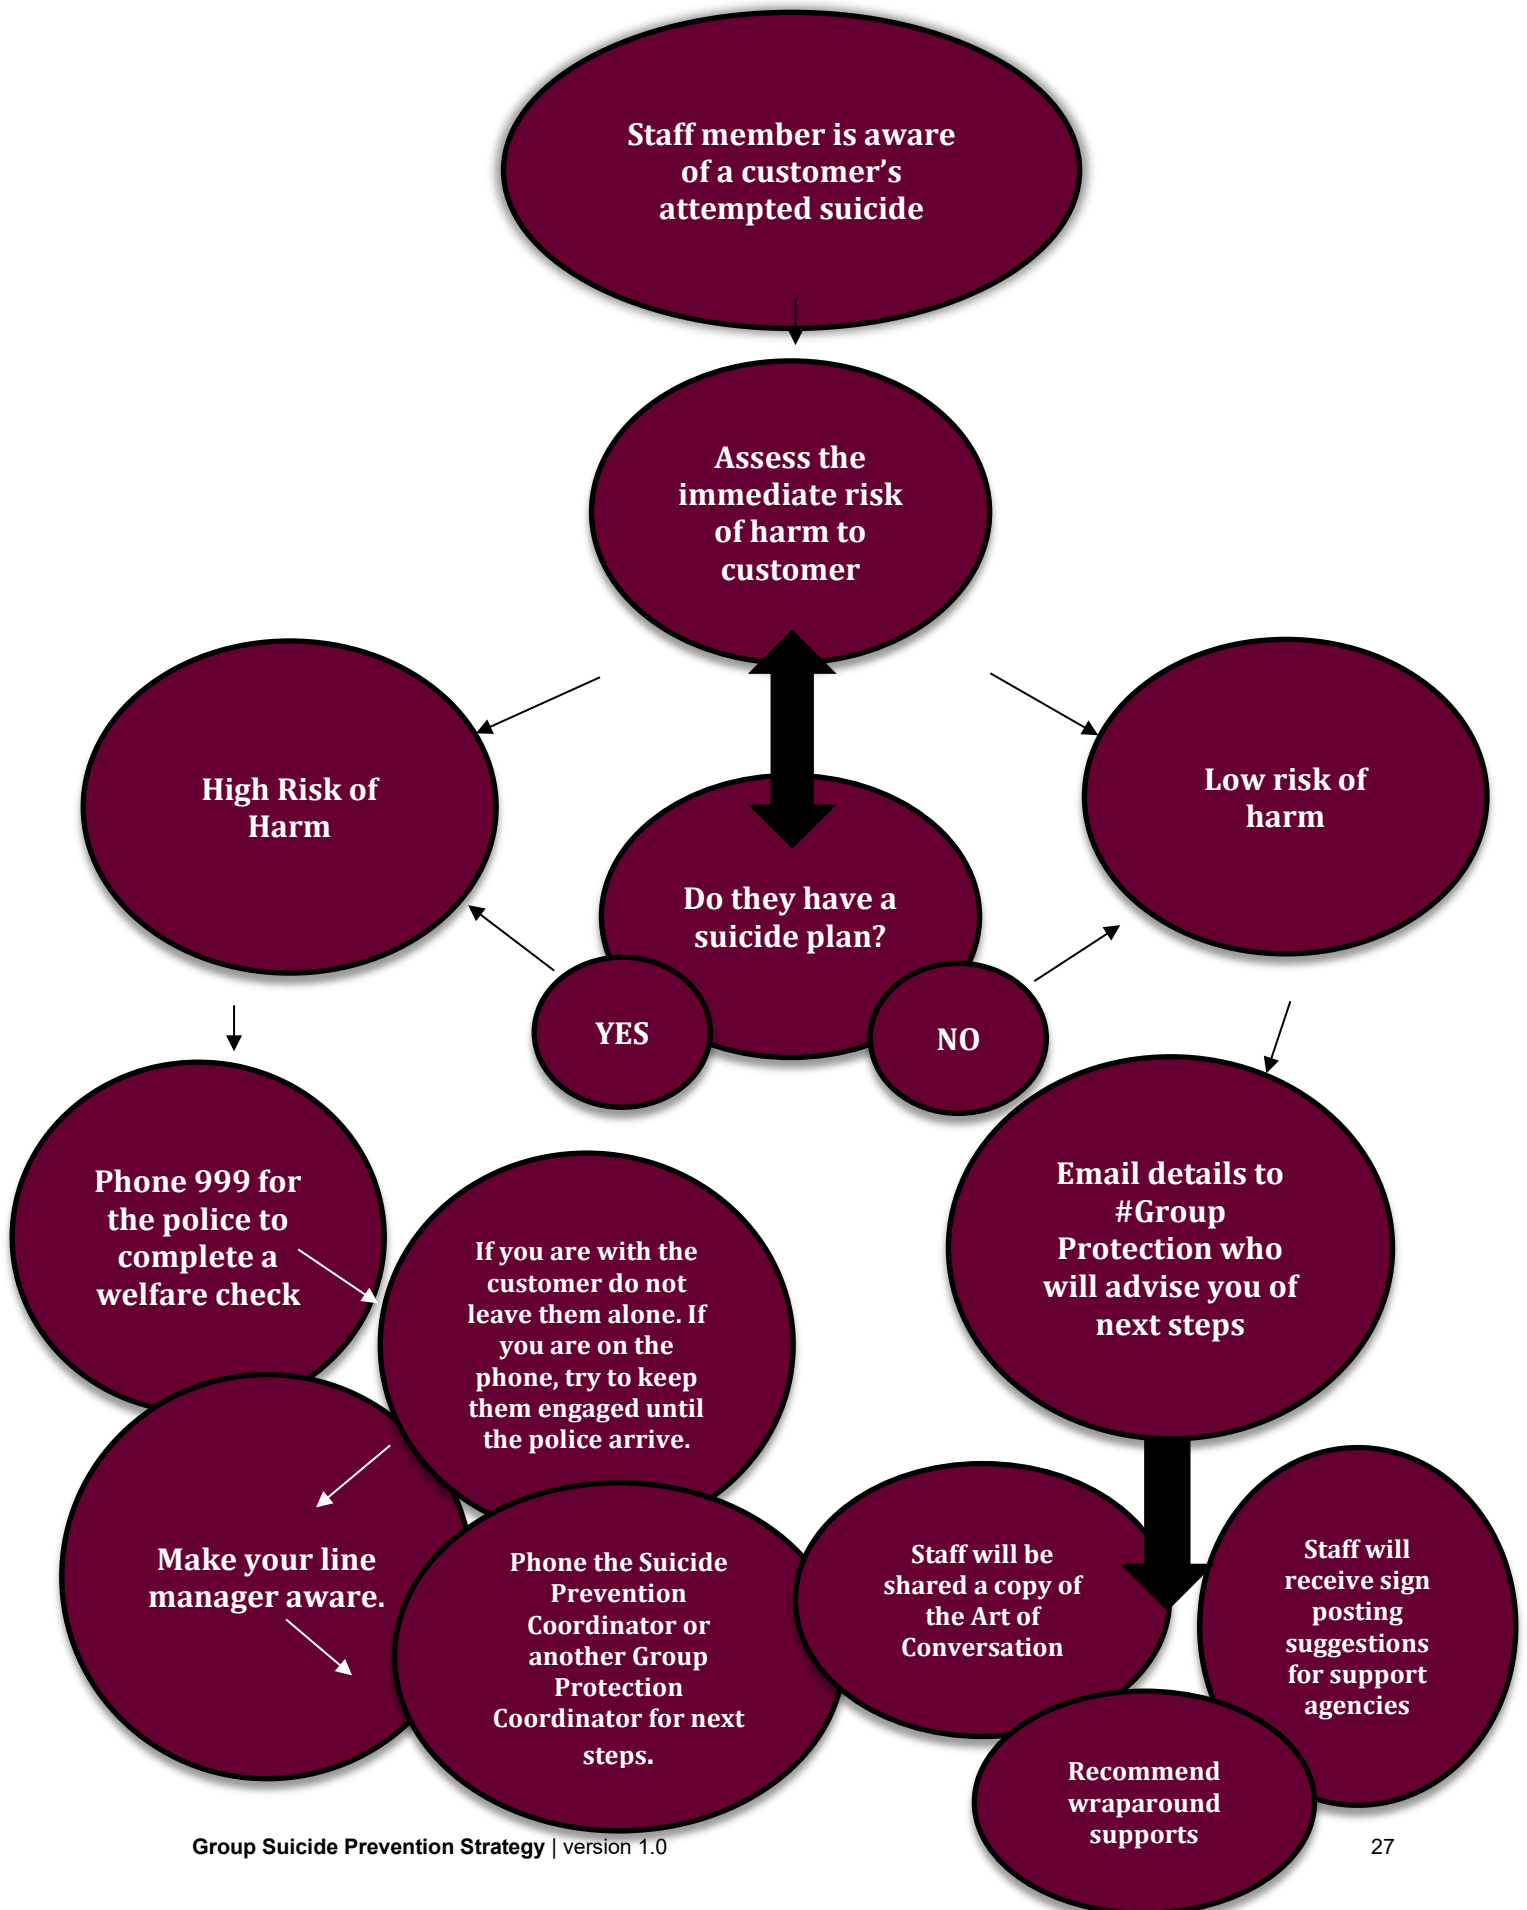 Staff member is aware
of a customer’s
attempted suicide
Assess the
immediate risk
of harm to
customer
High Risk of
Harm
Low risk of
harm
Do they have a
suicide plan?
YES
NO
Phone 999 for
the police to
complete a
welfare check
If you are with the
customer do not
leave them alone. If
you are on the
phone, try to keep
them engaged until
the police arrive.
Make your line
manager aware.
Phone the Suicide
Prevention
Coordinator or
another Group
Protection
Coordinator for next
steps.
Email details to
#Group
Protection who
will advise you of
next steps
Staff will be
shared a copy of
the Art of
Conversation
Staff will
receive sign
posting
suggestions
for support
agencies
Recommend
wraparound
supports
Group Suicide Prevention Strategy | version 1.0
27